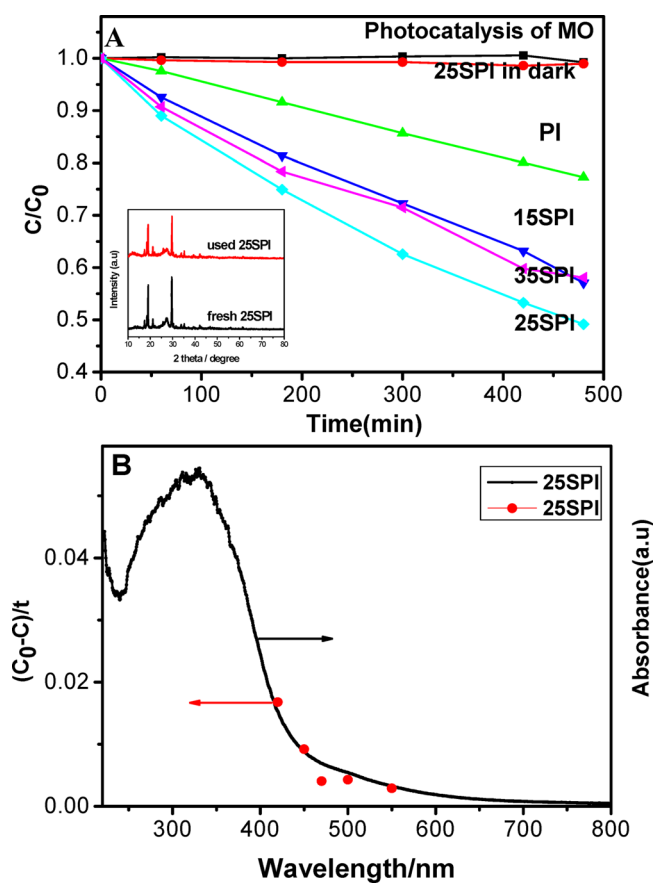 A
Photocatalysis of MO
1.0
25SPI in dark
0.9
PI
0.8
C/C0
0.7
15SPI
used 25SPI
Intensity (a.u)
0.6
35SPI
fresh 25SPI
0.5
25SPI
10 20 30 40 50 60 70 80
2 theta / degree
0.4
0 100 200 300 400 500
Time(min)
B
25SPI
25SPI
0.04
(C0-C)/t
Absorbance(a.u)
0.02
0.00
300 400 500 600 700 800
Wavelength/nm